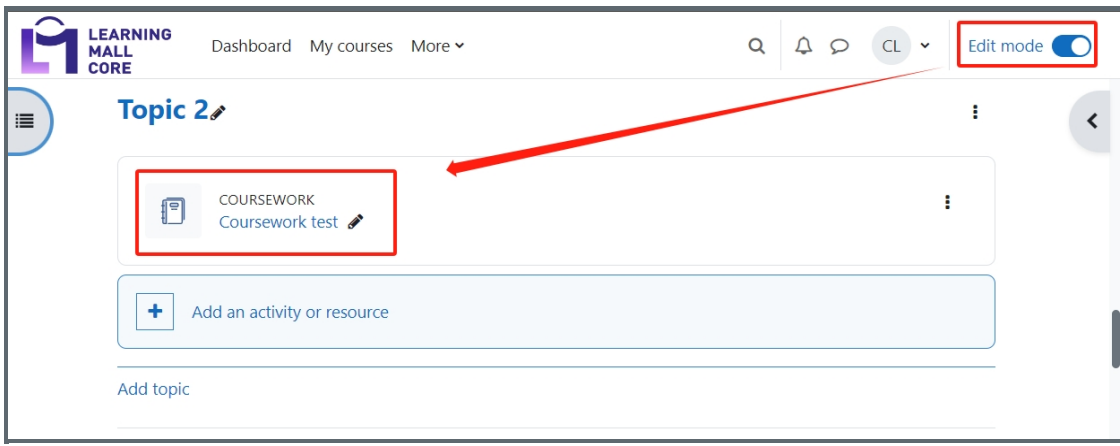 LEARNING
MALL
CORE
Dashboard My courses More
CL
Edit mode
Topic 2
COURSEWORK
Coursework test
Add an activity or resource
Add topic